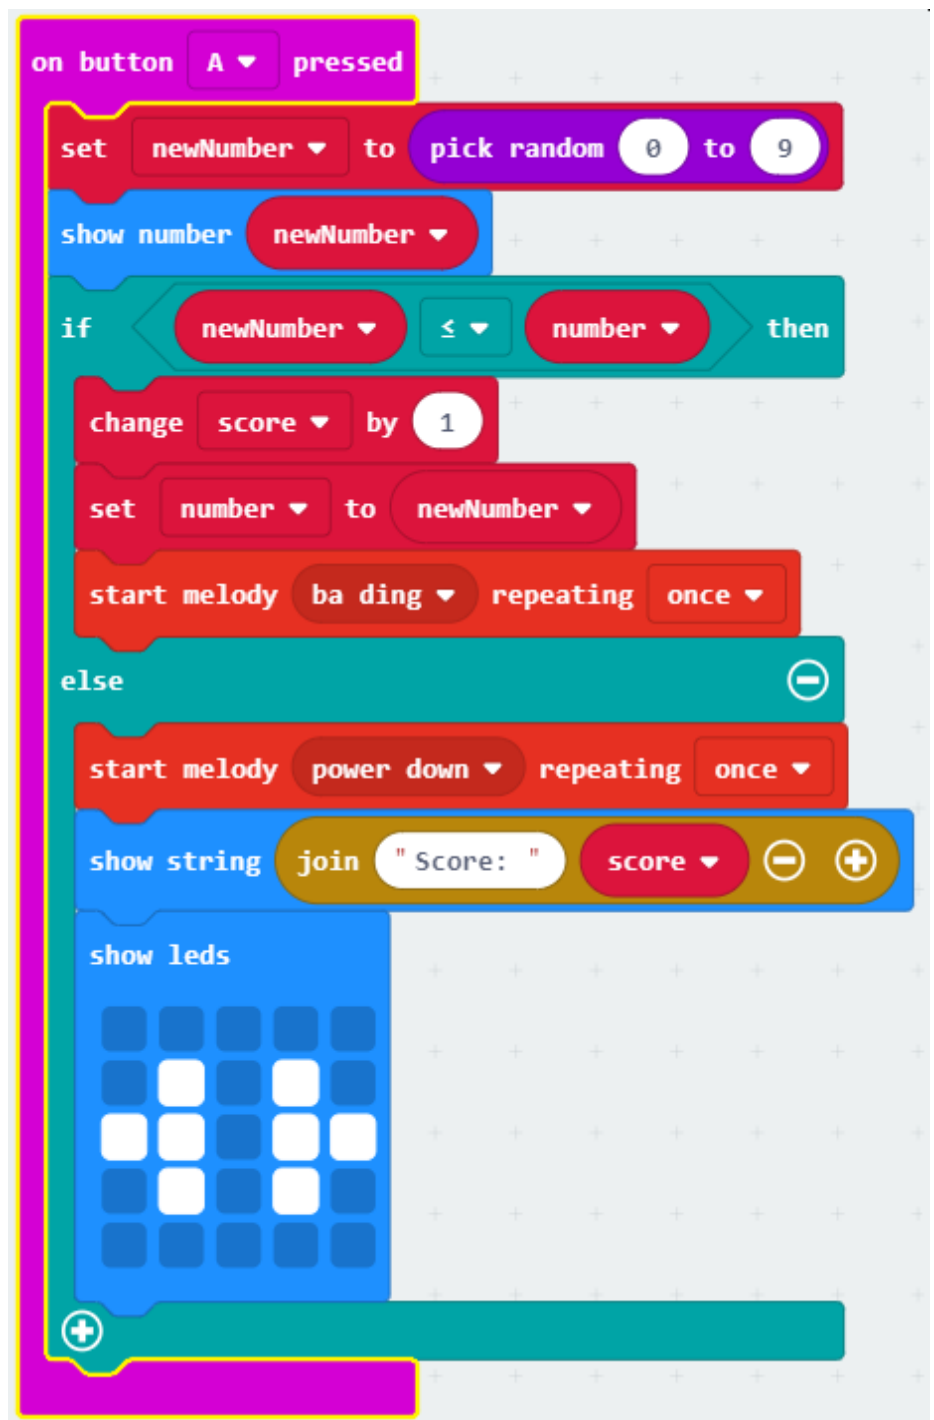 on button A pressed
set newNumber to pick random 0 to 9
show number newNumber
if newNumber ≤ number then
change score by 1
set number to newNumber
start melody ba ding repeating once
else
start melody power down repeating once
show string join "Score: " score
show leds